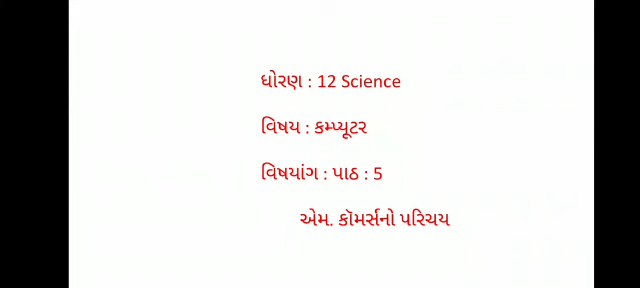 ધોરણ : 12 Science
વિષય : કમ્પ્યૂટર
વિષયાંગ : પાઠ : 5
એમ. કૉમર્સનો પરિચય